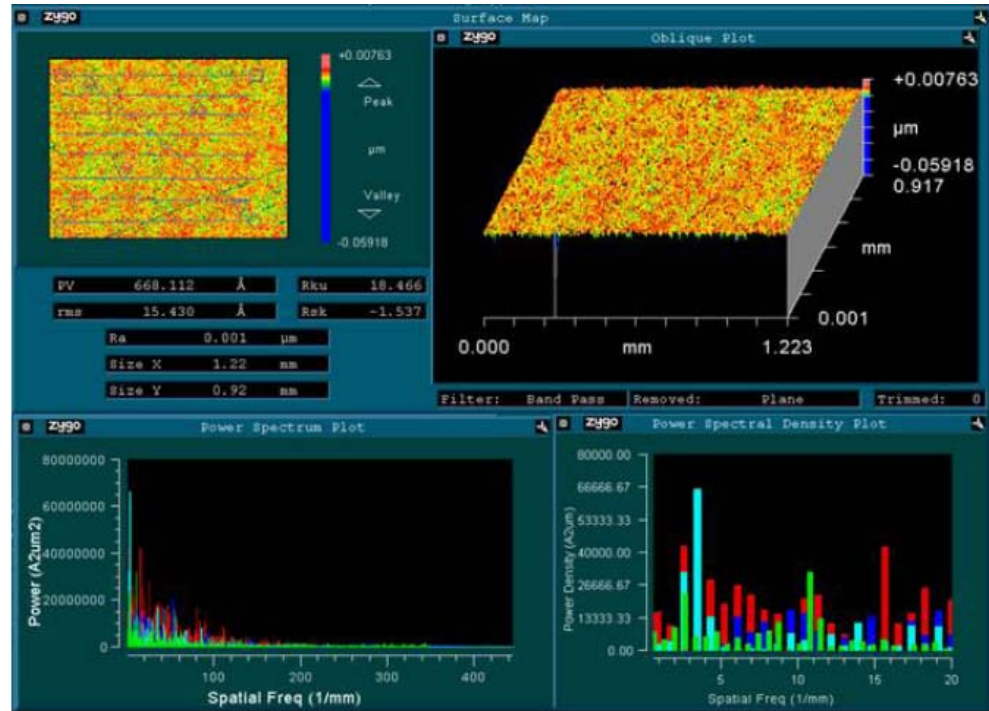 zygo Surface Map
+0.00763
Peak
µm
Valley
-0.05918
zygo Oblique Plot
+0.00763
µm
-0.05918
0.917
mm
0.001
0.000 mm 1.223
PV 668.112 Å
Rku 18.466
rms 15.430 Å
Rsk -1.537
Ra 0.001 µm
Size X 1.22 mm
Size Y 0.92 mm
Filter: Band Pass Removed: Plane Trimmed: 0
zygo Power Spectrum Plot
80000000
60000000
40000000
20000000
0
Power (A2um2)
100 200 300 400
Spatial Freq (1/mm)
zygo Power Spectral Density Plot
80000.00
66666.67
53333.33
40000.00
26666.67
13333.33
0.00
Power Density (A2um)
5 10 15 20
Spatial Freq (1/mm)